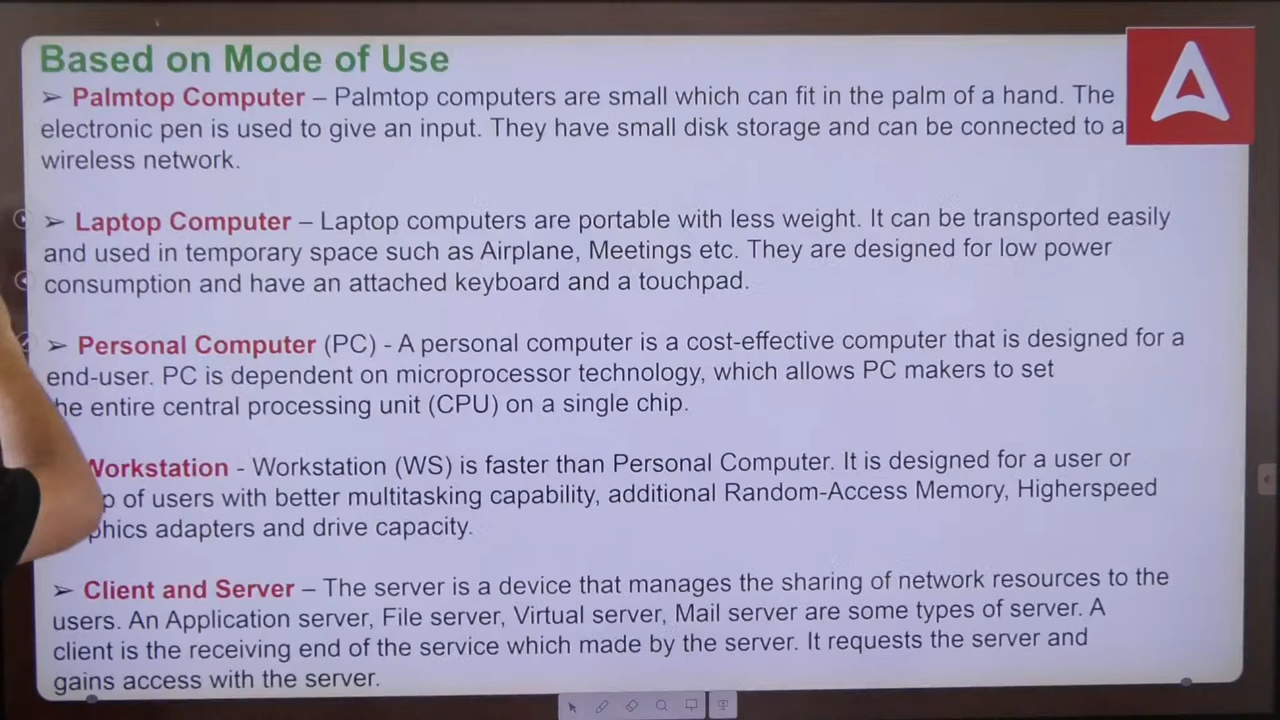 Based on Mode of Use
➢ Palmtop Computer – Palmtop computers are small which can fit in the palm of a hand. The
electronic pen is used to give an input. They have small disk storage and can be connected to a
wireless network.
➢ Laptop Computer – Laptop computers are portable with less weight. It can be transported easily
and used in temporary space such as Airplane, Meetings etc. They are designed for low power
consumption and have an attached keyboard and a touchpad.
➢ Personal Computer (PC) - A personal computer is a cost-effective computer that is designed for a
end-user. PC is dependent on microprocessor technology, which allows PC makers to set
he entire central processing unit (CPU) on a single chip.
Workstation - Workstation (WS) is faster than Personal Computer. It is designed for a user or
p of users with better multitasking capability, additional Random-Access Memory, Higherspeed
phics adapters and drive capacity.
➢ Client and Server – The server is a device that manages the sharing of network resources to the
users. An Application server, File server, Virtual server, Mail server are some types of server. A
client is the receiving end of the service which made by the server. It requests the server and
gains access with the server.